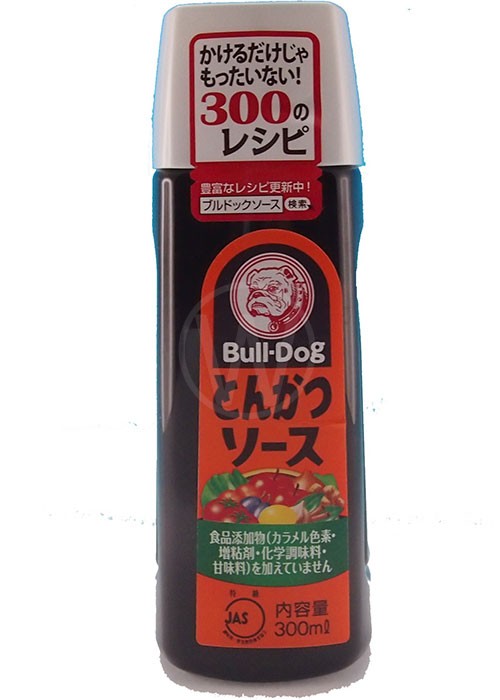 かけるだけじゃ
もったいない!
300の
レシピ
豊富なレシピ更新中!
ブルドックソース 検索
Bull-Dog
とんかつ
ソース
食品添加物(カラメル色素・
増粘剤・化学調味料・
甘味料)を加えていません
特級
JAS
内容量
300mℓ